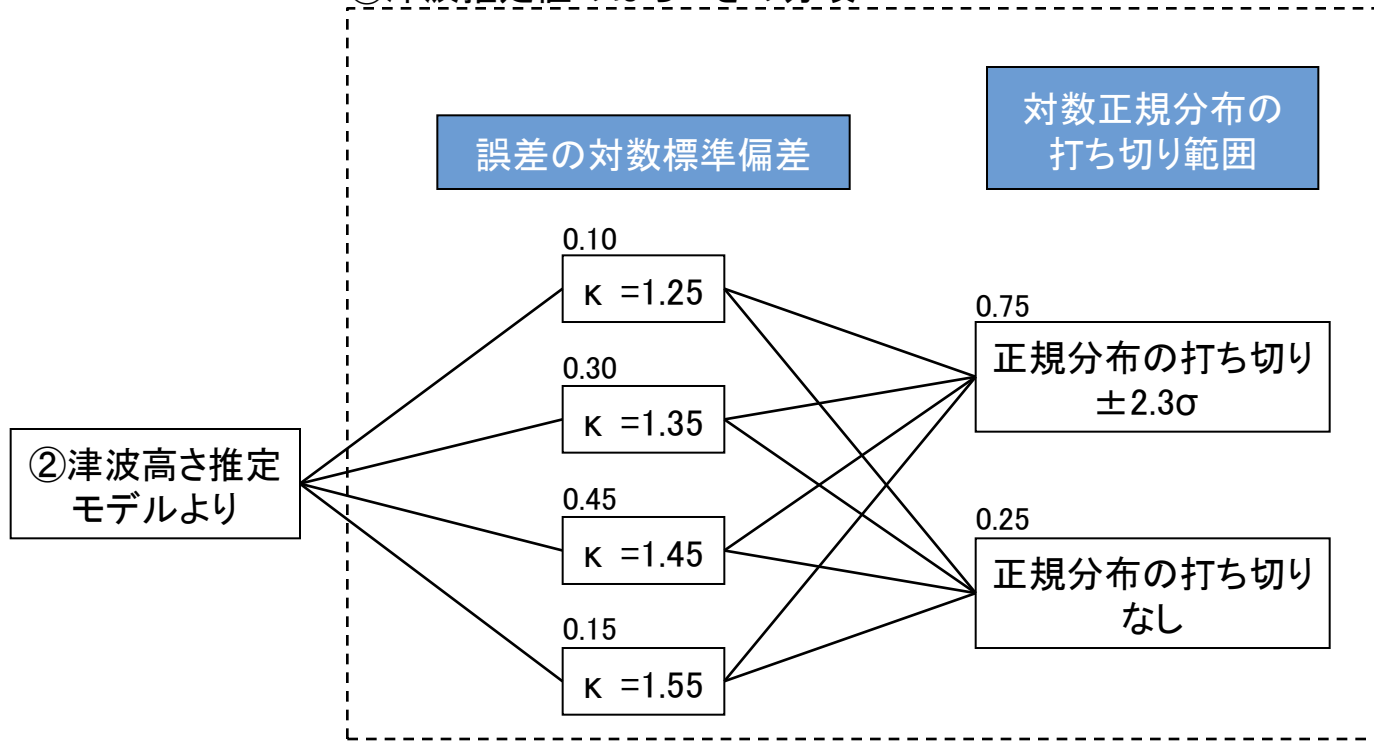 誤差の対数標準偏差
対数正規分布の
打ち切り範囲
②津波高さ推定
モデルより
0.10
κ =1.25
0.30
κ =1.35
0.45
κ =1.45
0.15
κ =1.55
0.75
正規分布の打ち切り
±2.3σ
0.25
正規分布の打ち切り
なし